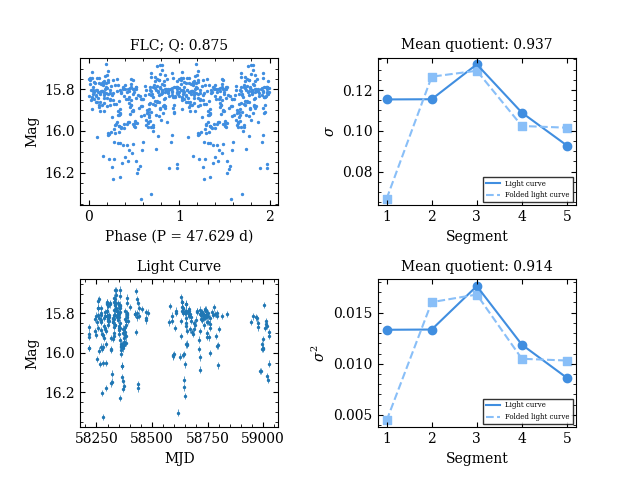 FLC; Q: 0.875
Mag
15.8
16.0
16.2
0
1
2
Phase (P = 47.629 d)
Mean quotient: 0.937
σ
0.12
0.10
0.08
Light curve
Folded light curve
1
2
3
4
5
Segment
Light Curve
Mag
15.8
16.0
16.2
58250
58500
58750
59000
MJD
Mean quotient: 0.914
σ²
0.015
0.010
0.005
Light curve
Folded light curve
1
2
3
4
5
Segment